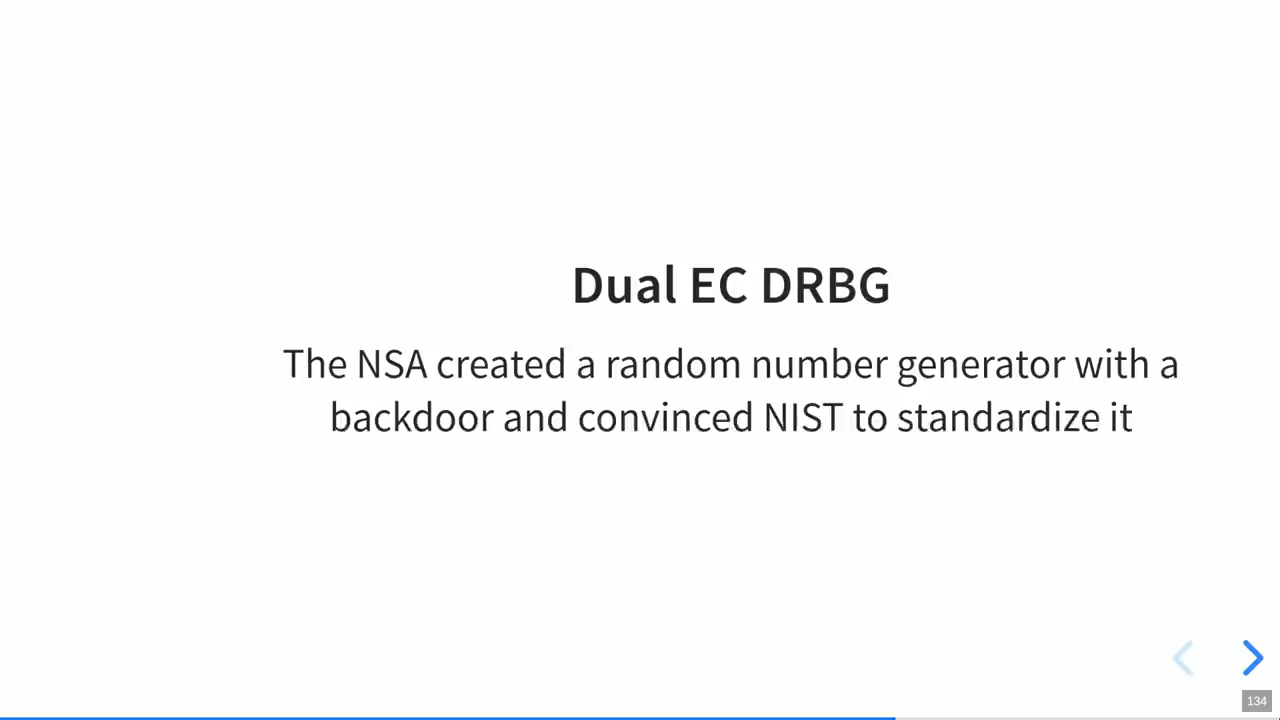 Dual EC DRBG
The NSA created a random number generator with a
backdoor and convinced NIST to standardize it
134